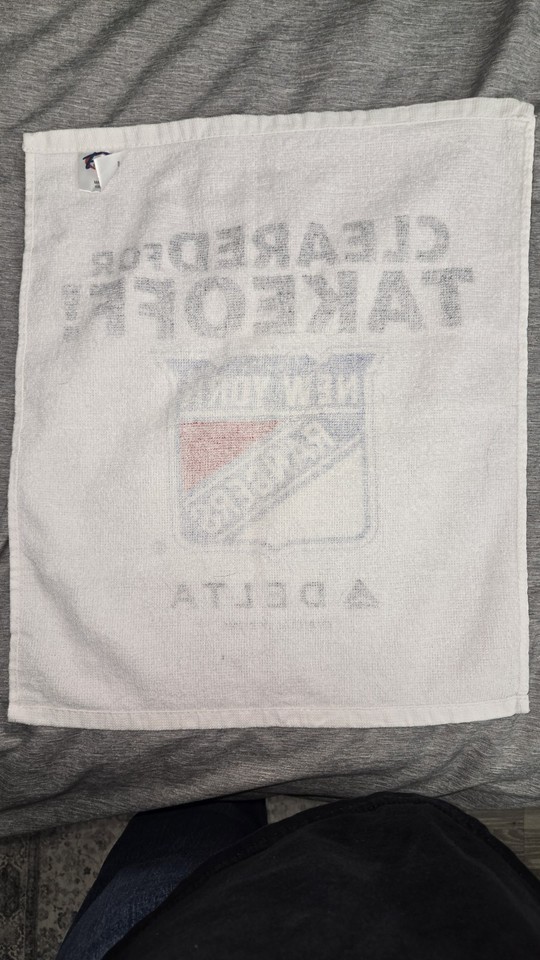 CLEARED FOR
TAKEOFF!
NEW YORK
RANGERS
DELTA